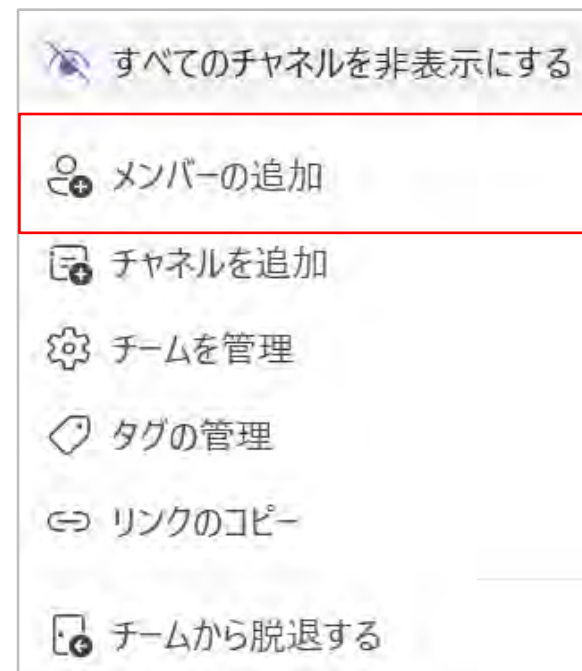 すべてのチャネルを非表示にする
メンバーの追加
チャネルを追加
チームを管理
タグの管理
リンクのコピー
チームから脱退する